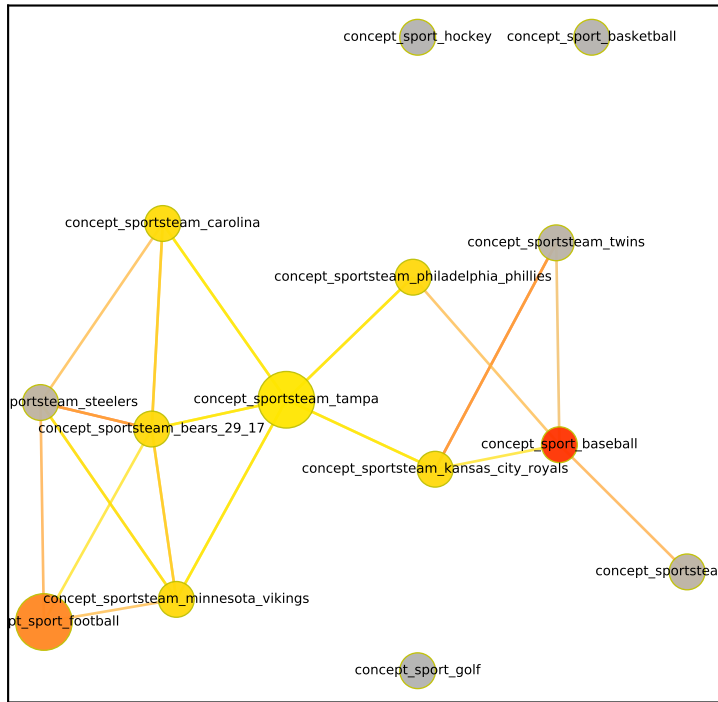 concept_sport_hockey
concept_sport_basketball
concept_sportsteam_carolina
concept_sportsteam_twins
concept_sportsteam_philadelphia_phillies
portsteam_steelers
concept_sportsteam_tampa
concept_sportsteam_bears_29_17
concept_sport_baseball
concept_sportsteam_kansas_city_royals
concept_sportstea
concept_sportsteam_minnesota_vikings
pt_sport_football
concept_sport_golf